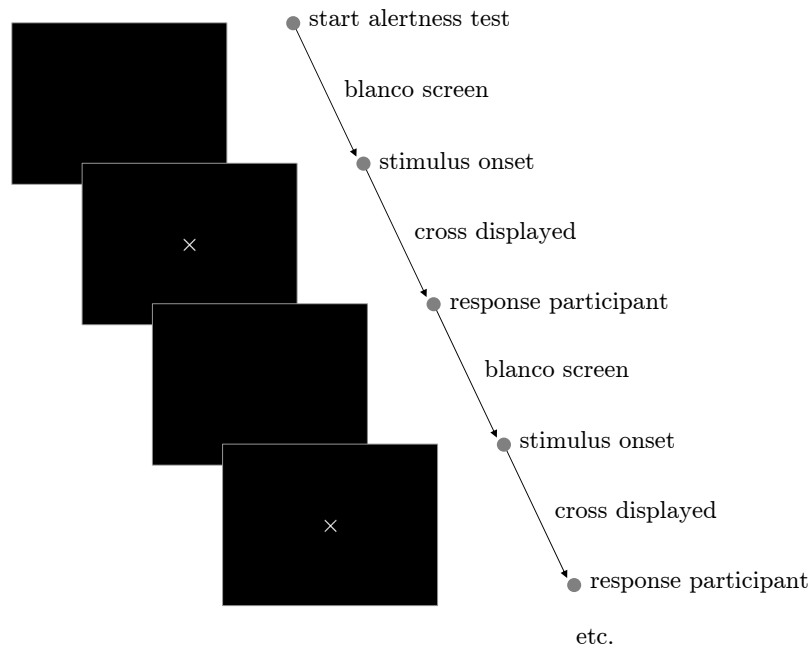 start alertness test
blanco screen
stimulus onset
cross displayed
response participant
blanco screen
stimulus onset
cross displayed
response participant
etc.